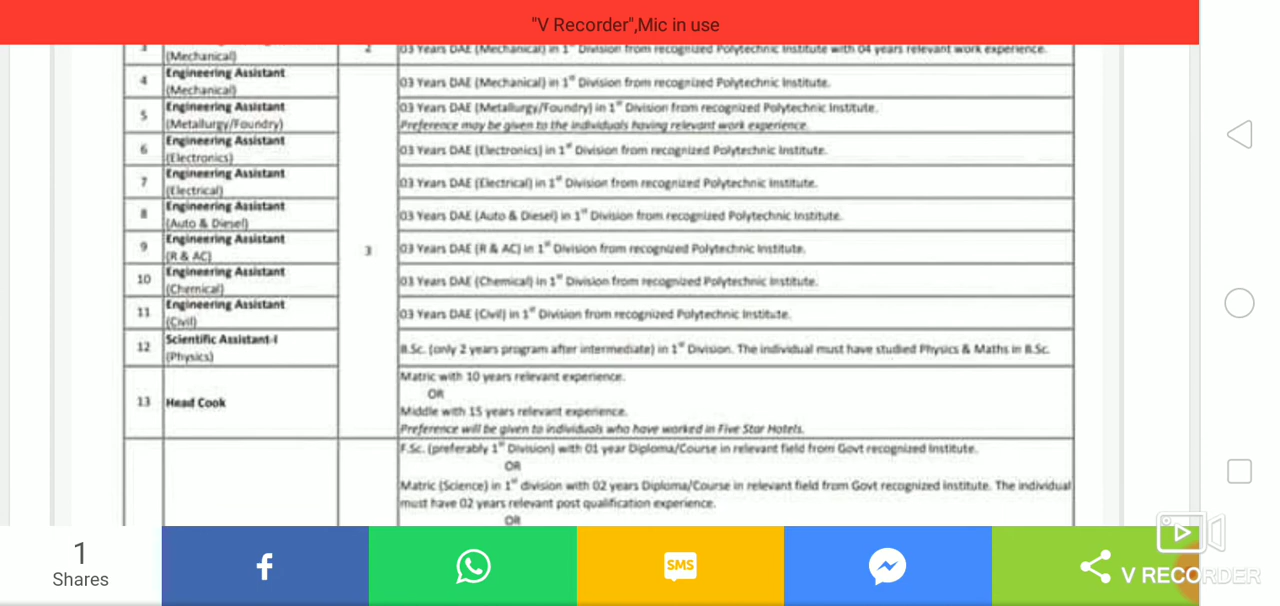 "V Recorder",Mic in use
3
(Mechanical)
2
03 Years DAE (Mechanical) in 1st Division from recognized Polytechnic Institute with 04 years relevant work experience.
4
Engineering Assistant
(Mechanical)
03 Years DAE (Mechanical) in 1st Division from recognized Polytechnic Institute.
5
Engineering Assistant
(Metallurgy/Foundry)
03 Years DAE (Metallurgy/Foundry) in 1st Division from recognized Polytechnic Institute.
Preference may be given to the individuals having relevant work experience.
6
Engineering Assistant
(Electronics)
03 Years DAE (Electronics) in 1st Division from recognized Polytechnic Institute.
7
Engineering Assistant
(Electrical)
03 Years DAE (Electrical) in 1st Division from recognized Polytechnic Institute.
8
Engineering Assistant
(Auto & Diesel)
03 Years DAE (Auto & Diesel) in 1st Division from recognized Polytechnic Institute.
9
Engineering Assistant
(R & AC)
3
03 Years DAE (R & AC) in 1st Division from recognized Polytechnic Institute.
10
Engineering Assistant
(Chemical)
03 Years DAE (Chemical) in 1st Division from recognized Polytechnic Institute.
11
Engineering Assistant
(Civil)
03 Years DAE (Civil) in 1st Division from recognized Polytechnic Institute.
12
Scientific Assistant-I
(Physics)
B.Sc. (only 2 years program after intermediate) in 1st Division. The individual must have studied Physics & Maths in B.Sc.
13
Head Cook
Matric with 10 years relevant experience.
OR
Middle with 15 years relevant experience.
Preference will be given to individuals who have worked in Five Star Hotels.
F.Sc. (preferably 1st Division) with 01 year Diploma/Course in relevant field from Govt recognized Institute.
OR
Matric (Science) in 1st division with 02 years Diploma/Course in relevant field from Govt recognized Institute. The individual
must have 02 years relevant post qualification experience.
OR
1
Shares
SMS
V RECORDER